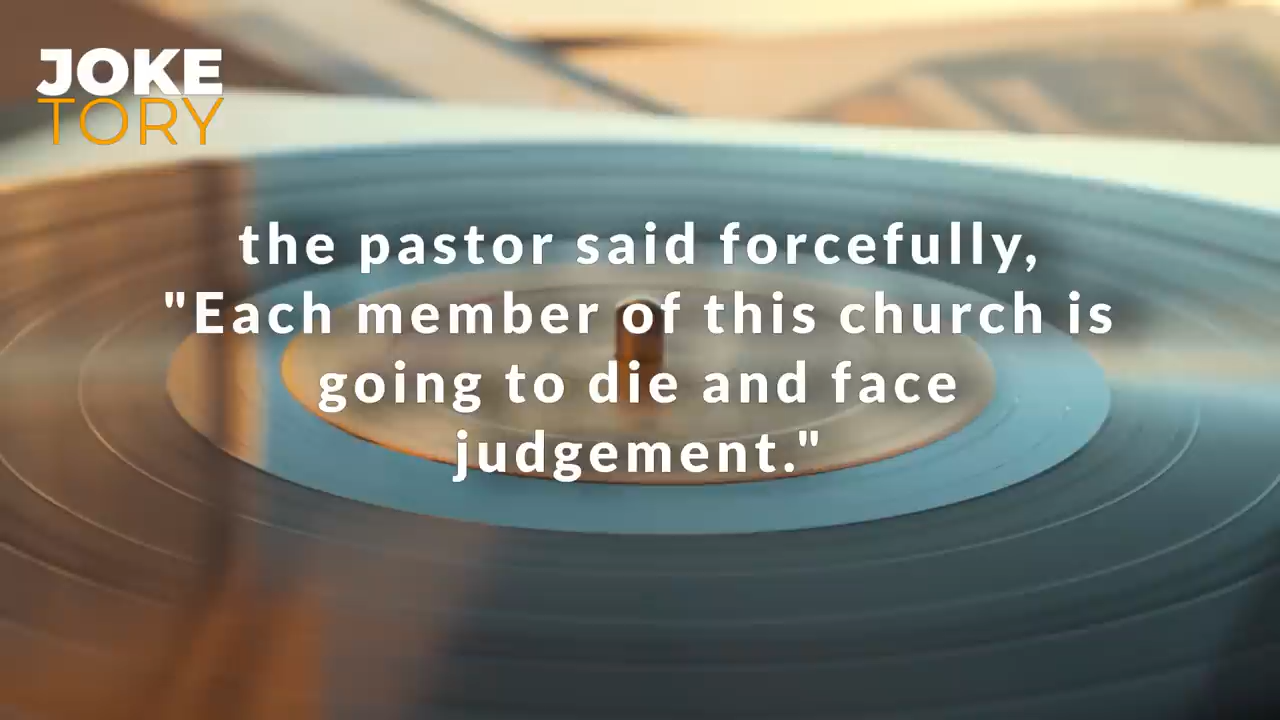 JOKE
TORY
the pastor said forcefully,
"Each member of this church is
going to die and face
judgement."